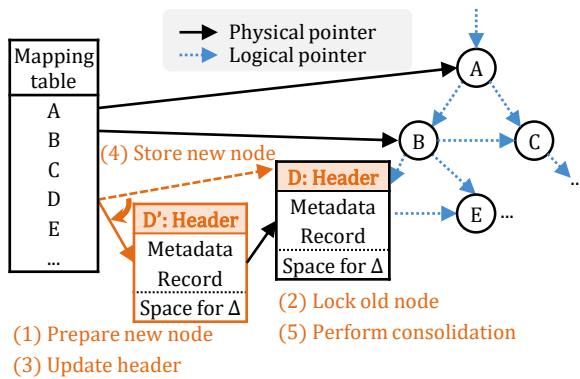 Physical pointer
Logical pointer
Mapping
table
A
B
C
D
E
...
A
B
C
..
E
...
(4) Store new node
D: Header
Metadata
Record
Space for Δ
D': Header
Metadata
Record
Space for Δ
(2) Lock old node
(5) Perform consolidation
(1) Prepare new node
(3) Update header